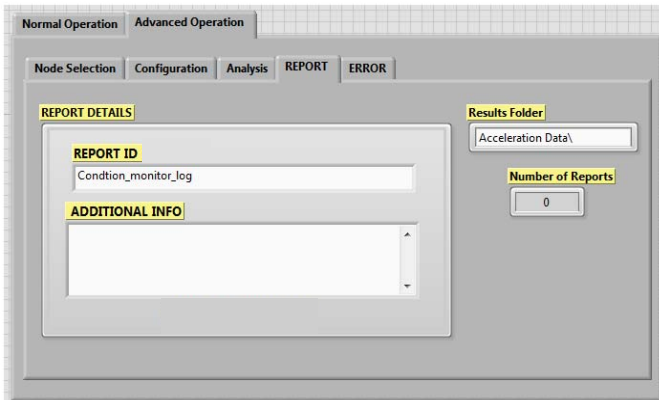 Normal Operation Advanced Operation
Node Selection Configuration Analysis REPORT ERROR
REPORT DETAILS
REPORT ID
Condtion_monitor_log
ADDITIONAL INFO
Results Folder
Acceleration Data\
Number of Reports
0